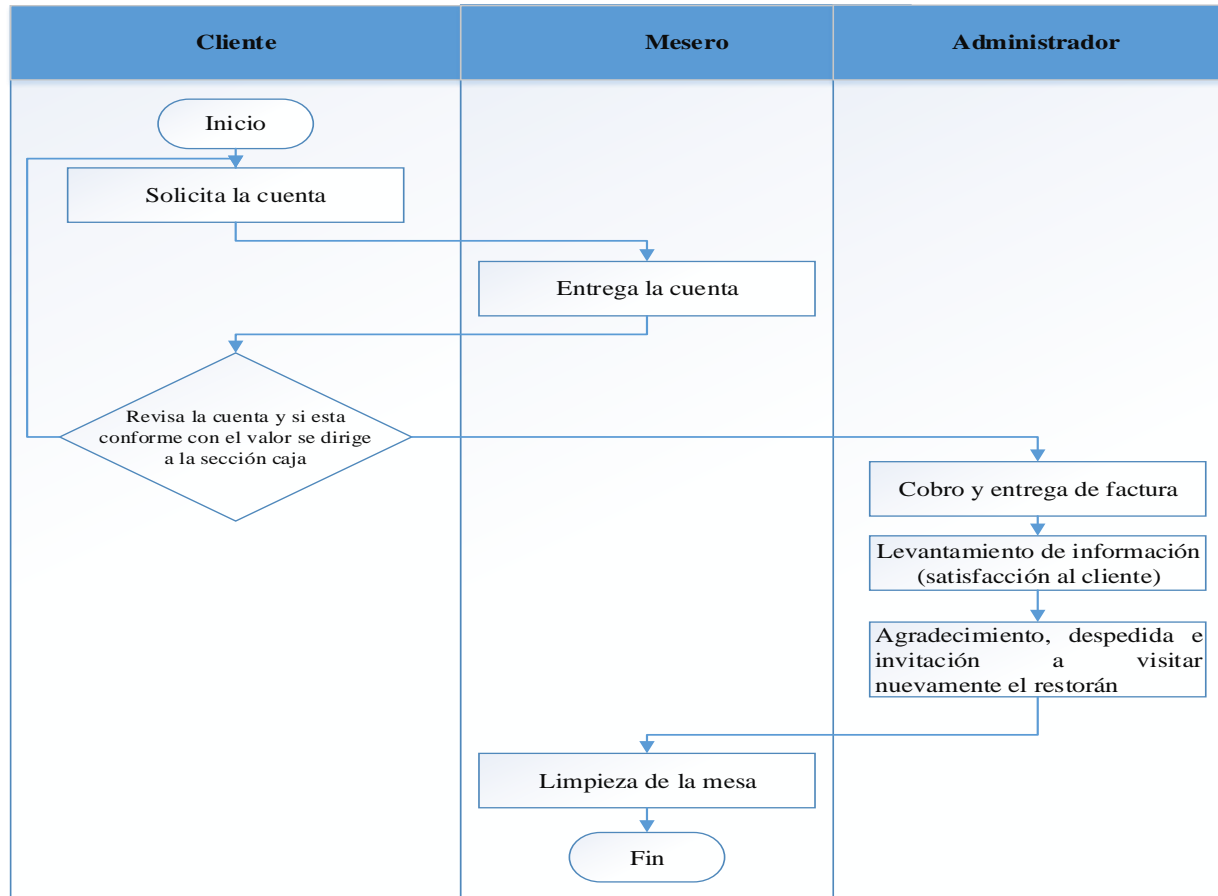 Cliente
Mesero
Administrador
Inicio
Solicita la cuenta
Entrega la cuenta
Revisa la cuenta y si esta
conforme con el valor se dirige
a la sección caja
Cobro y entrega de factura
Levantamiento de información
(satisfacción al cliente)
Agradecimiento, despedida e
invitación a visitar
nuevamente el restorán
Limpieza de la mesa
Fin